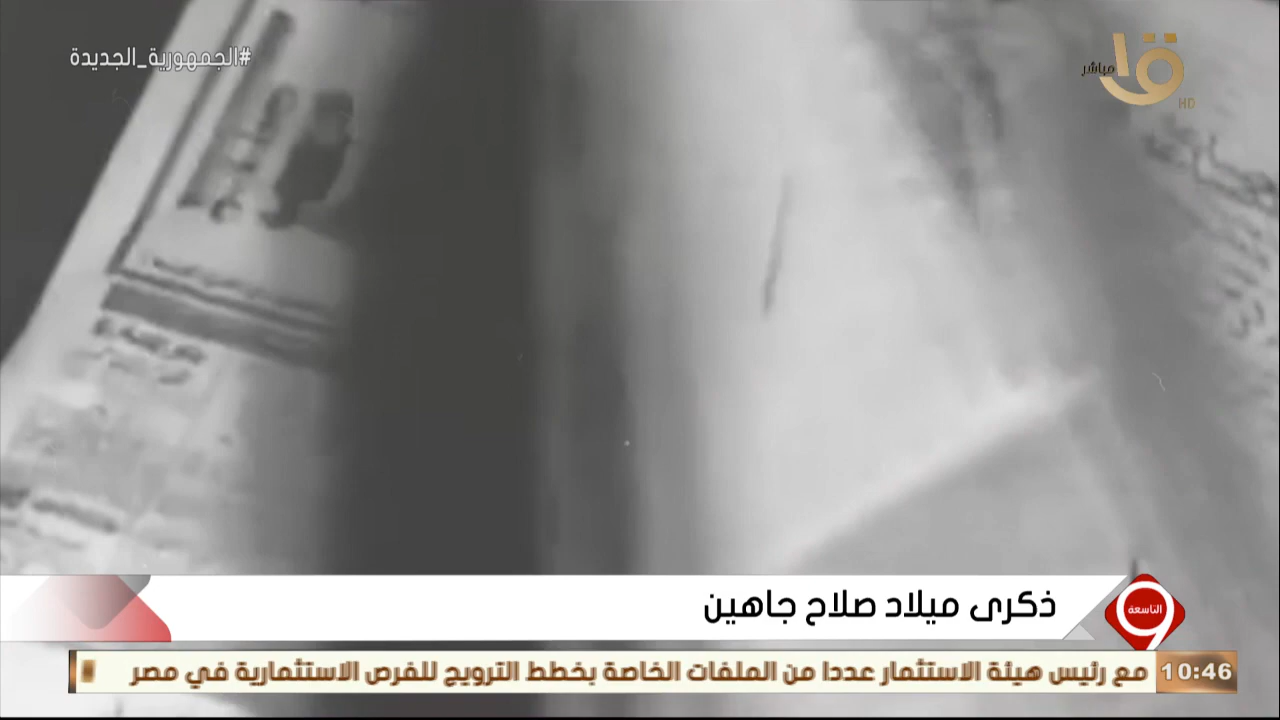 #الجمهورية_الجديدة
مباشر
HD
ذكرى ميلاد صلاح جاهين
التاسعة
9
10:46
مع رئيس هيئة الاستثمار عددا من الملفات الخاصة بخطط الترويج للفرص الاستثمارية في مصر